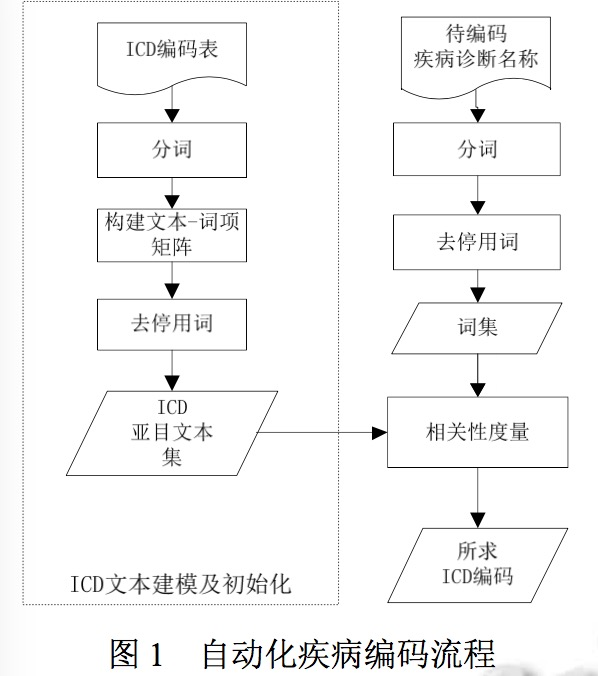 ICD编码表
分词
构建文本-词项
矩阵
去停用词
ICD
亚目文本
集
ICD文本建模及初始化
待编码
疾病诊断名称
分词
去停用词
词集
相关性度量
所求
ICD编码
图 1 自动化疾病编码流程